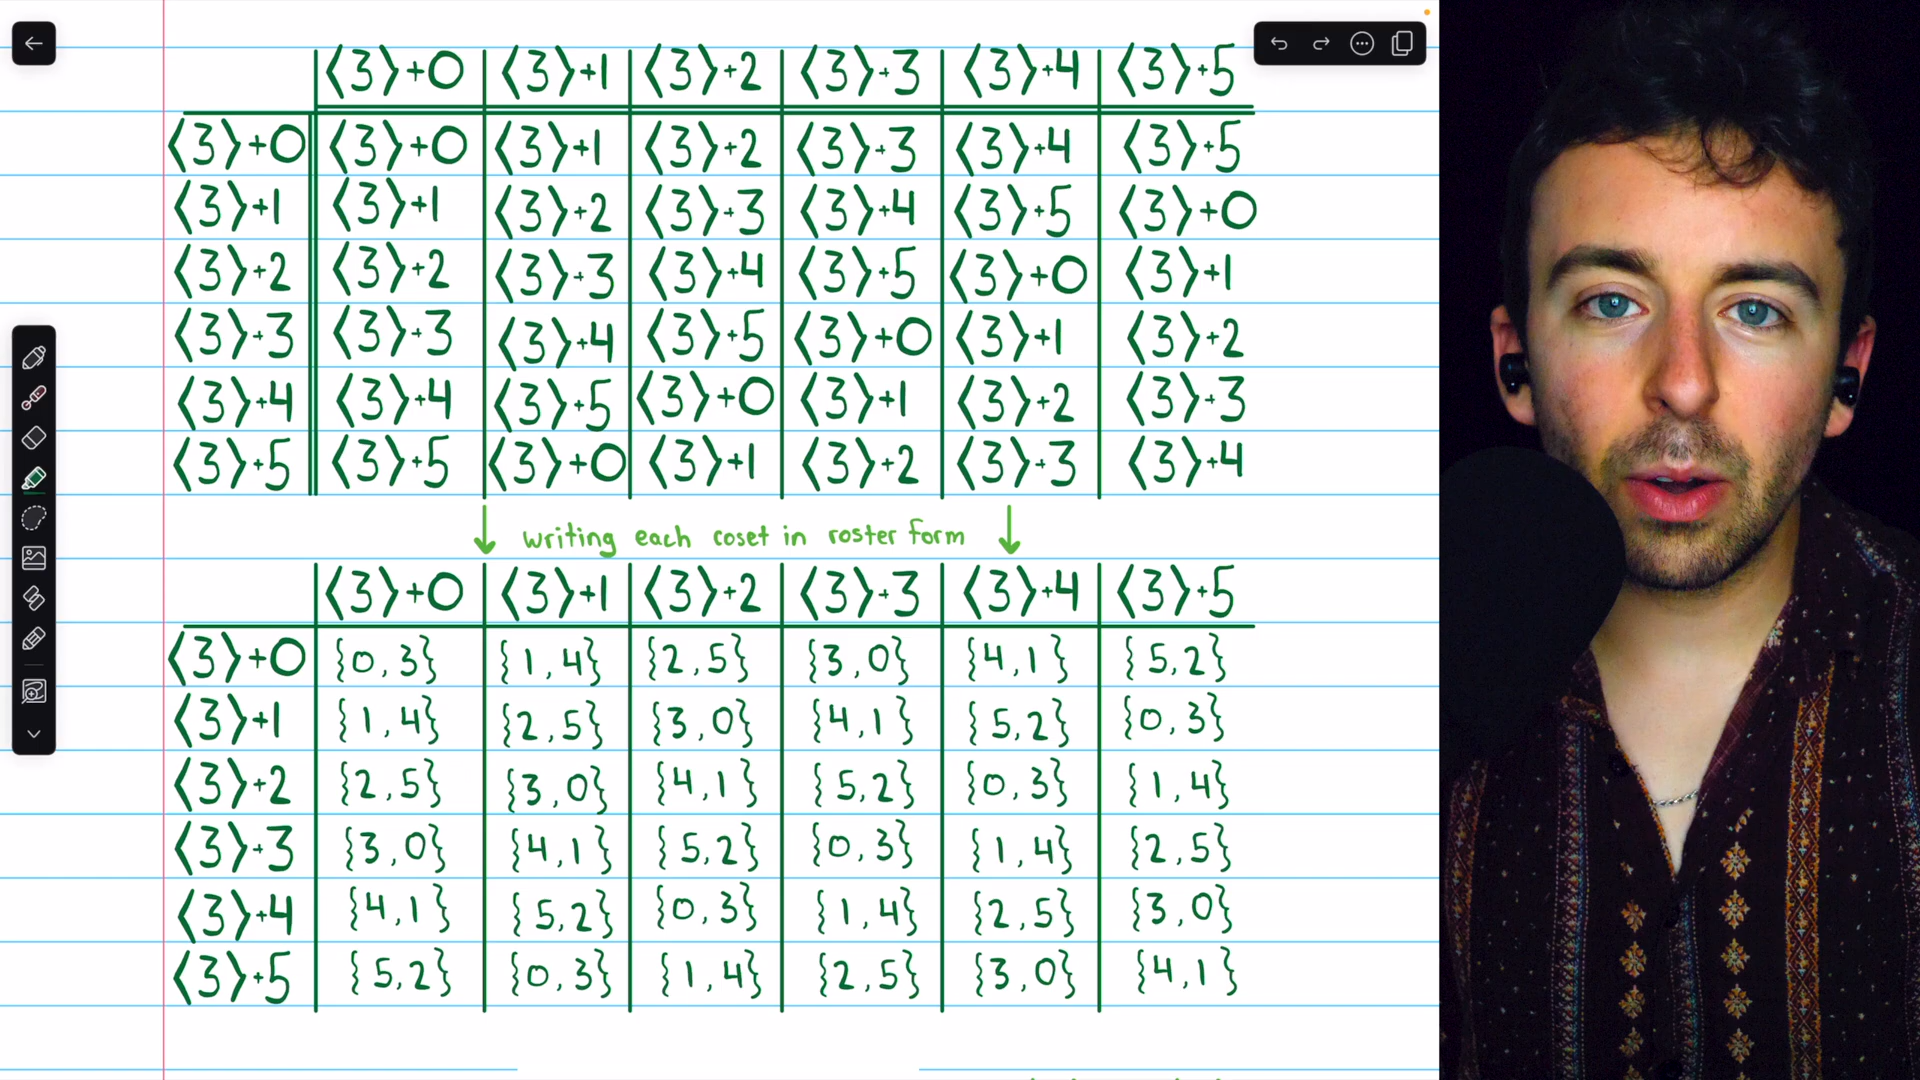 ⟨3⟩+0 ⟨3⟩+1 ⟨3⟩+2 ⟨3⟩+3 ⟨3⟩+4 ⟨3⟩+5
⟨3⟩+0 ⟨3⟩+0 ⟨3⟩+1 ⟨3⟩+2 ⟨3⟩+3 ⟨3⟩+4 ⟨3⟩+5
⟨3⟩+1 ⟨3⟩+1 ⟨3⟩+2 ⟨3⟩+3 ⟨3⟩+4 ⟨3⟩+5 ⟨3⟩+0
⟨3⟩+2 ⟨3⟩+2 ⟨3⟩+3 ⟨3⟩+4 ⟨3⟩+5 ⟨3⟩+0 ⟨3⟩+1
⟨3⟩+3 ⟨3⟩+3 ⟨3⟩+4 ⟨3⟩+5 ⟨3⟩+0 ⟨3⟩+1 ⟨3⟩+2
⟨3⟩+4 ⟨3⟩+4 ⟨3⟩+5 ⟨3⟩+0 ⟨3⟩+1 ⟨3⟩+2 ⟨3⟩+3
⟨3⟩+5 ⟨3⟩+5 ⟨3⟩+0 ⟨3⟩+1 ⟨3⟩+2 ⟨3⟩+3 ⟨3⟩+4
↓ writing each coset in roster form ↓
⟨3⟩+0 ⟨3⟩+1 ⟨3⟩+2 ⟨3⟩+3 ⟨3⟩+4 ⟨3⟩+5
⟨3⟩+0 {0,3} {1,4} {2,5} {3,0} {4,1} {5,2}
⟨3⟩+1 {1,4} {2,5} {3,0} {4,1} {5,2} {0,3}
⟨3⟩+2 {2,5} {3,0} {4,1} {5,2} {0,3} {1,4}
⟨3⟩+3 {3,0} {4,1} {5,2} {0,3} {1,4} {2,5}
⟨3⟩+4 {4,1} {5,2} {0,3} {1,4} {2,5} {3,0}
⟨3⟩+5 {5,2} {0,3} {1,4} {2,5} {3,0} {4,1}